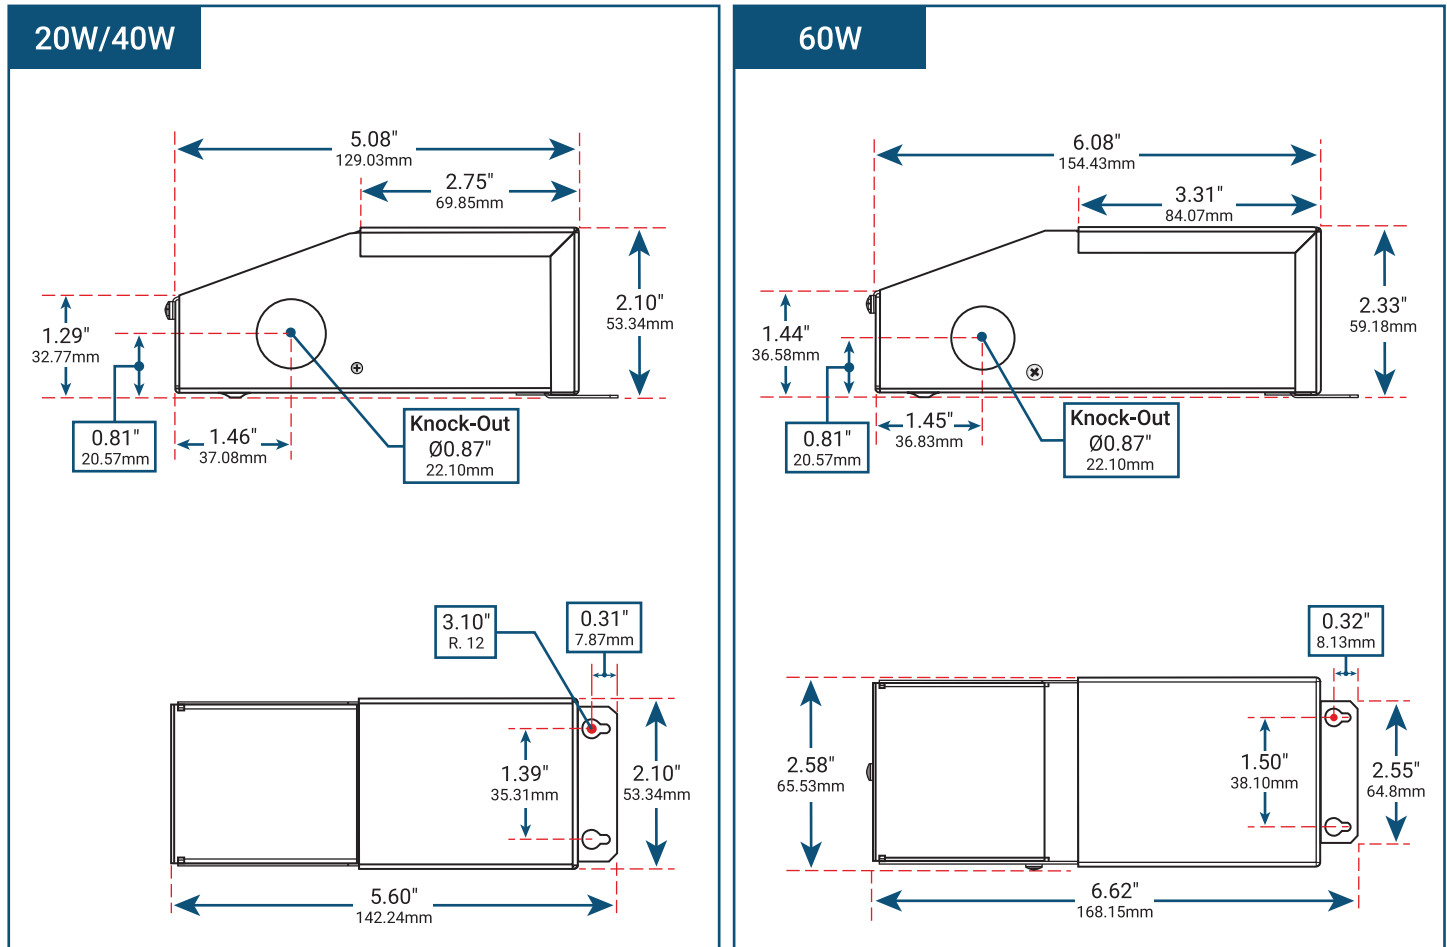 20W/40W
5.08"
129.03mm
2.75"
69.85mm
2.10"
53.34mm
1.29"
32.77mm
0.81"
20.57mm
1.46"
37.08mm
Knock-Out
Ø0.87"
22.10mm
3.10"
R. 12
0.31"
7.87mm
1.39"
35.31mm
2.10"
53.34mm
5.60"
142.24mm
60W
6.08"
154.43mm
3.31"
84.07mm
2.33"
59.18mm
1.44"
36.58mm
0.81"
20.57mm
1.45"
36.83mm
Knock-Out
Ø0.87"
22.10mm
0.32"
8.13mm
2.58"
65.53mm
1.50"
38.10mm
2.55"
64.8mm
6.62"
168.15mm